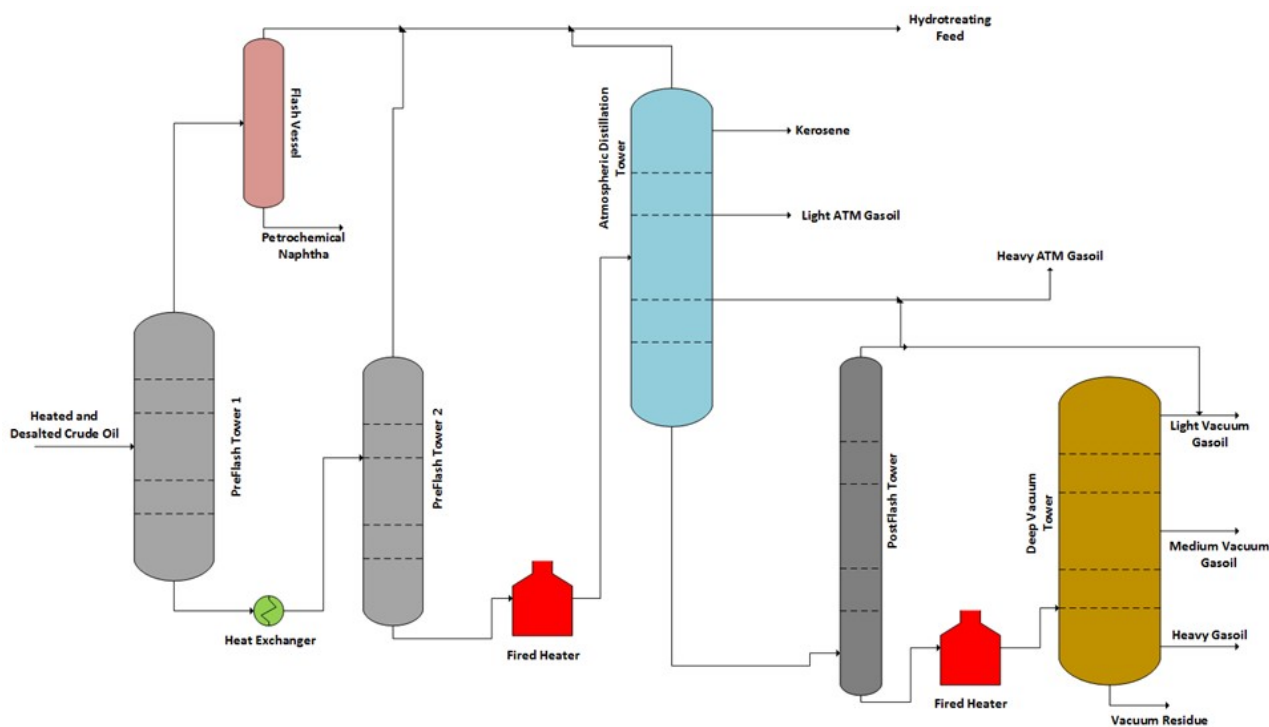 Hydrotreating
Feed
Flash Vessel
Atmospheric Distillation
Tower
Kerosene
Light ATM Gasoil
Petrochemical
Naphtha
Heavy ATM Gasoil
Heated and
Desalted Crude Oil
PreFlash Tower 1
PreFlash Tower 2
PostFlash Tower
Deep Vacuum
Tower
Light Vacuum
Gasoil
Medium Vacuum
Gasoil
Heat Exchanger
Fired Heater
Heavy Gasoil
Fired Heater
Vacuum Residue